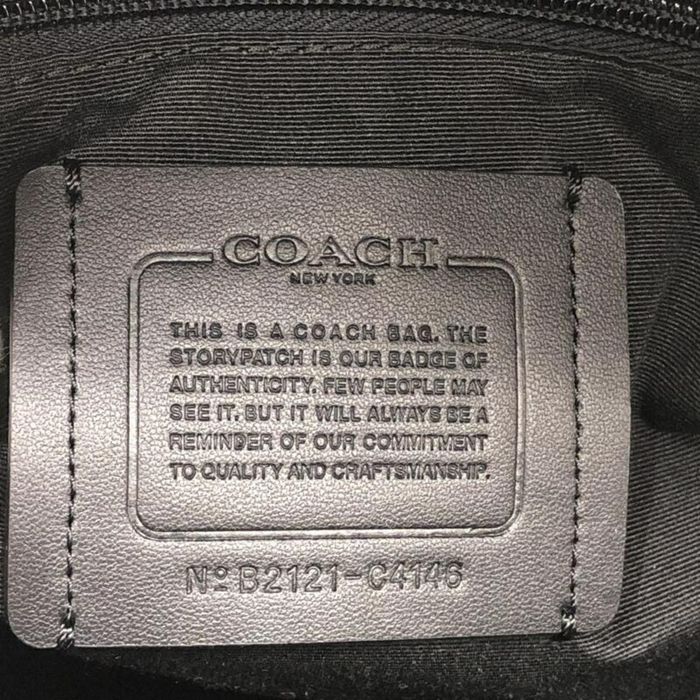 COACH
NEW YORK
THIS IS A COACH BAG. THE
STORYPATCH IS OUR BADGE OF
AUTHENTICITY. FEW PEOPLE MAY
SEE IT. BUT IT WILL ALWAYS BE A
REMINDER OF OUR COMMITMENT
TO QUALITY AND CRAFTSMANSHIP.
Nº B2121-C4146